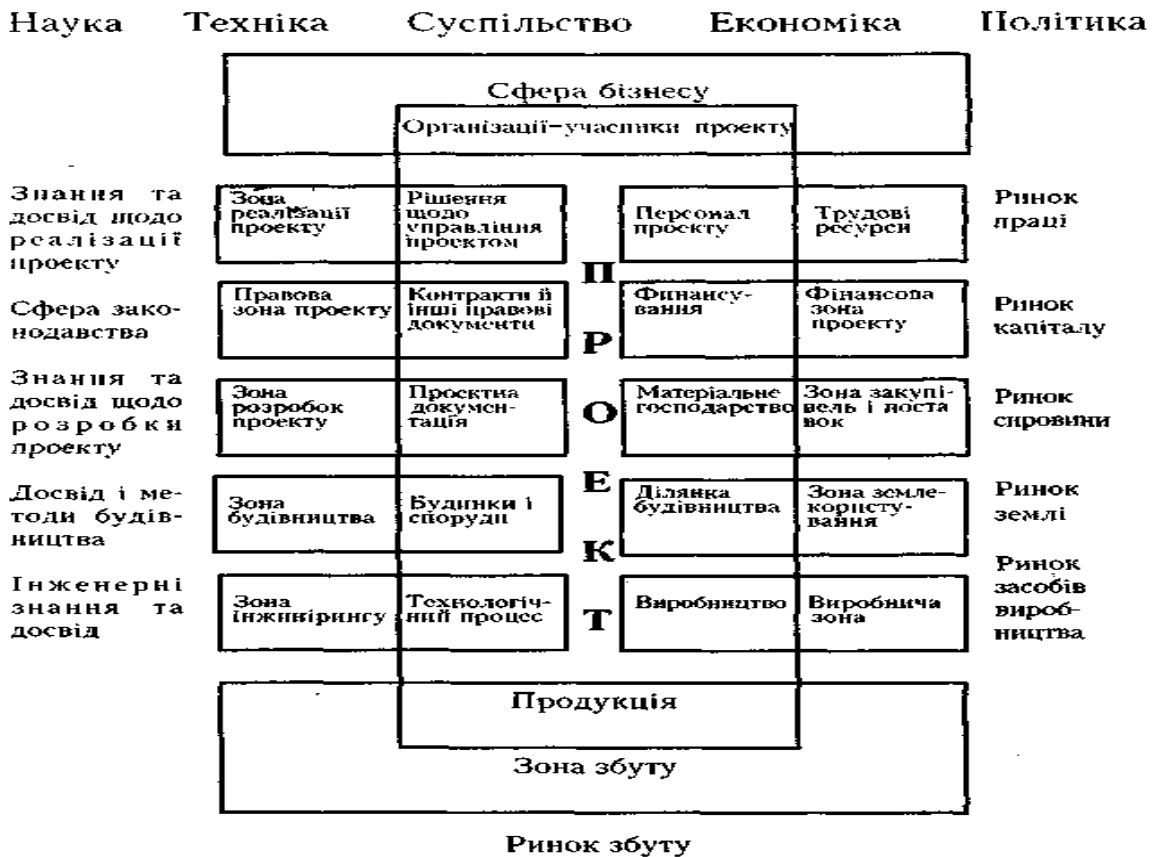 Наука Техніка Суспільство Економіка Політика
Сфера бізнесу
Організації-учасники проекту
Знання та
досвід щодо
реалізації
проекту
Зона
реалізації
проекту
Рішення
щодо
управління
проектом
Персонал
проекту
Трудові
ресурси
Ринок
праці
Сфера зако-
нодавства
Правова
зона проекту
Контракти й
інші правові
документи
Финансу-
вання
Фінансова
зона
проекту
Ринок
капіталу
Знання та
досвід щодо
розробки
проекту
Зона
розробок
проекту
Проектна
докумен-
тація
Матеріальне
господарство
Зона закупі-
вель і поста
вок
Ринок
сировини
Досвід і ме-
тоди будів-
ництва
Зона
будівництва
Будинки і
споруди
Ділянка
будівництва
Зона земле-
користу-
вання
Ринок
землі
Інженерні
знання та
досвід
Зона
інжинірингу
Технологіч-
ний процес
Виробництво
Виробнича
зона
Ринок
засобів
вироб-
ництва
П
Р
О
Е
К
Т
Продукція
Зона збуту
Ринок збуту